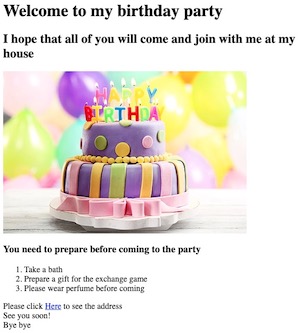 Welcome to my birthday party
I hope that all of you will come and join with me at my
house
HAPPY
BIRTHDAY
You need to prepare before coming to the party
1. Take a bath
2. Prepare a gift for the exchange game
3. Please wear perfume before coming
Please click Here to see the address
See you soon!
Bye bye